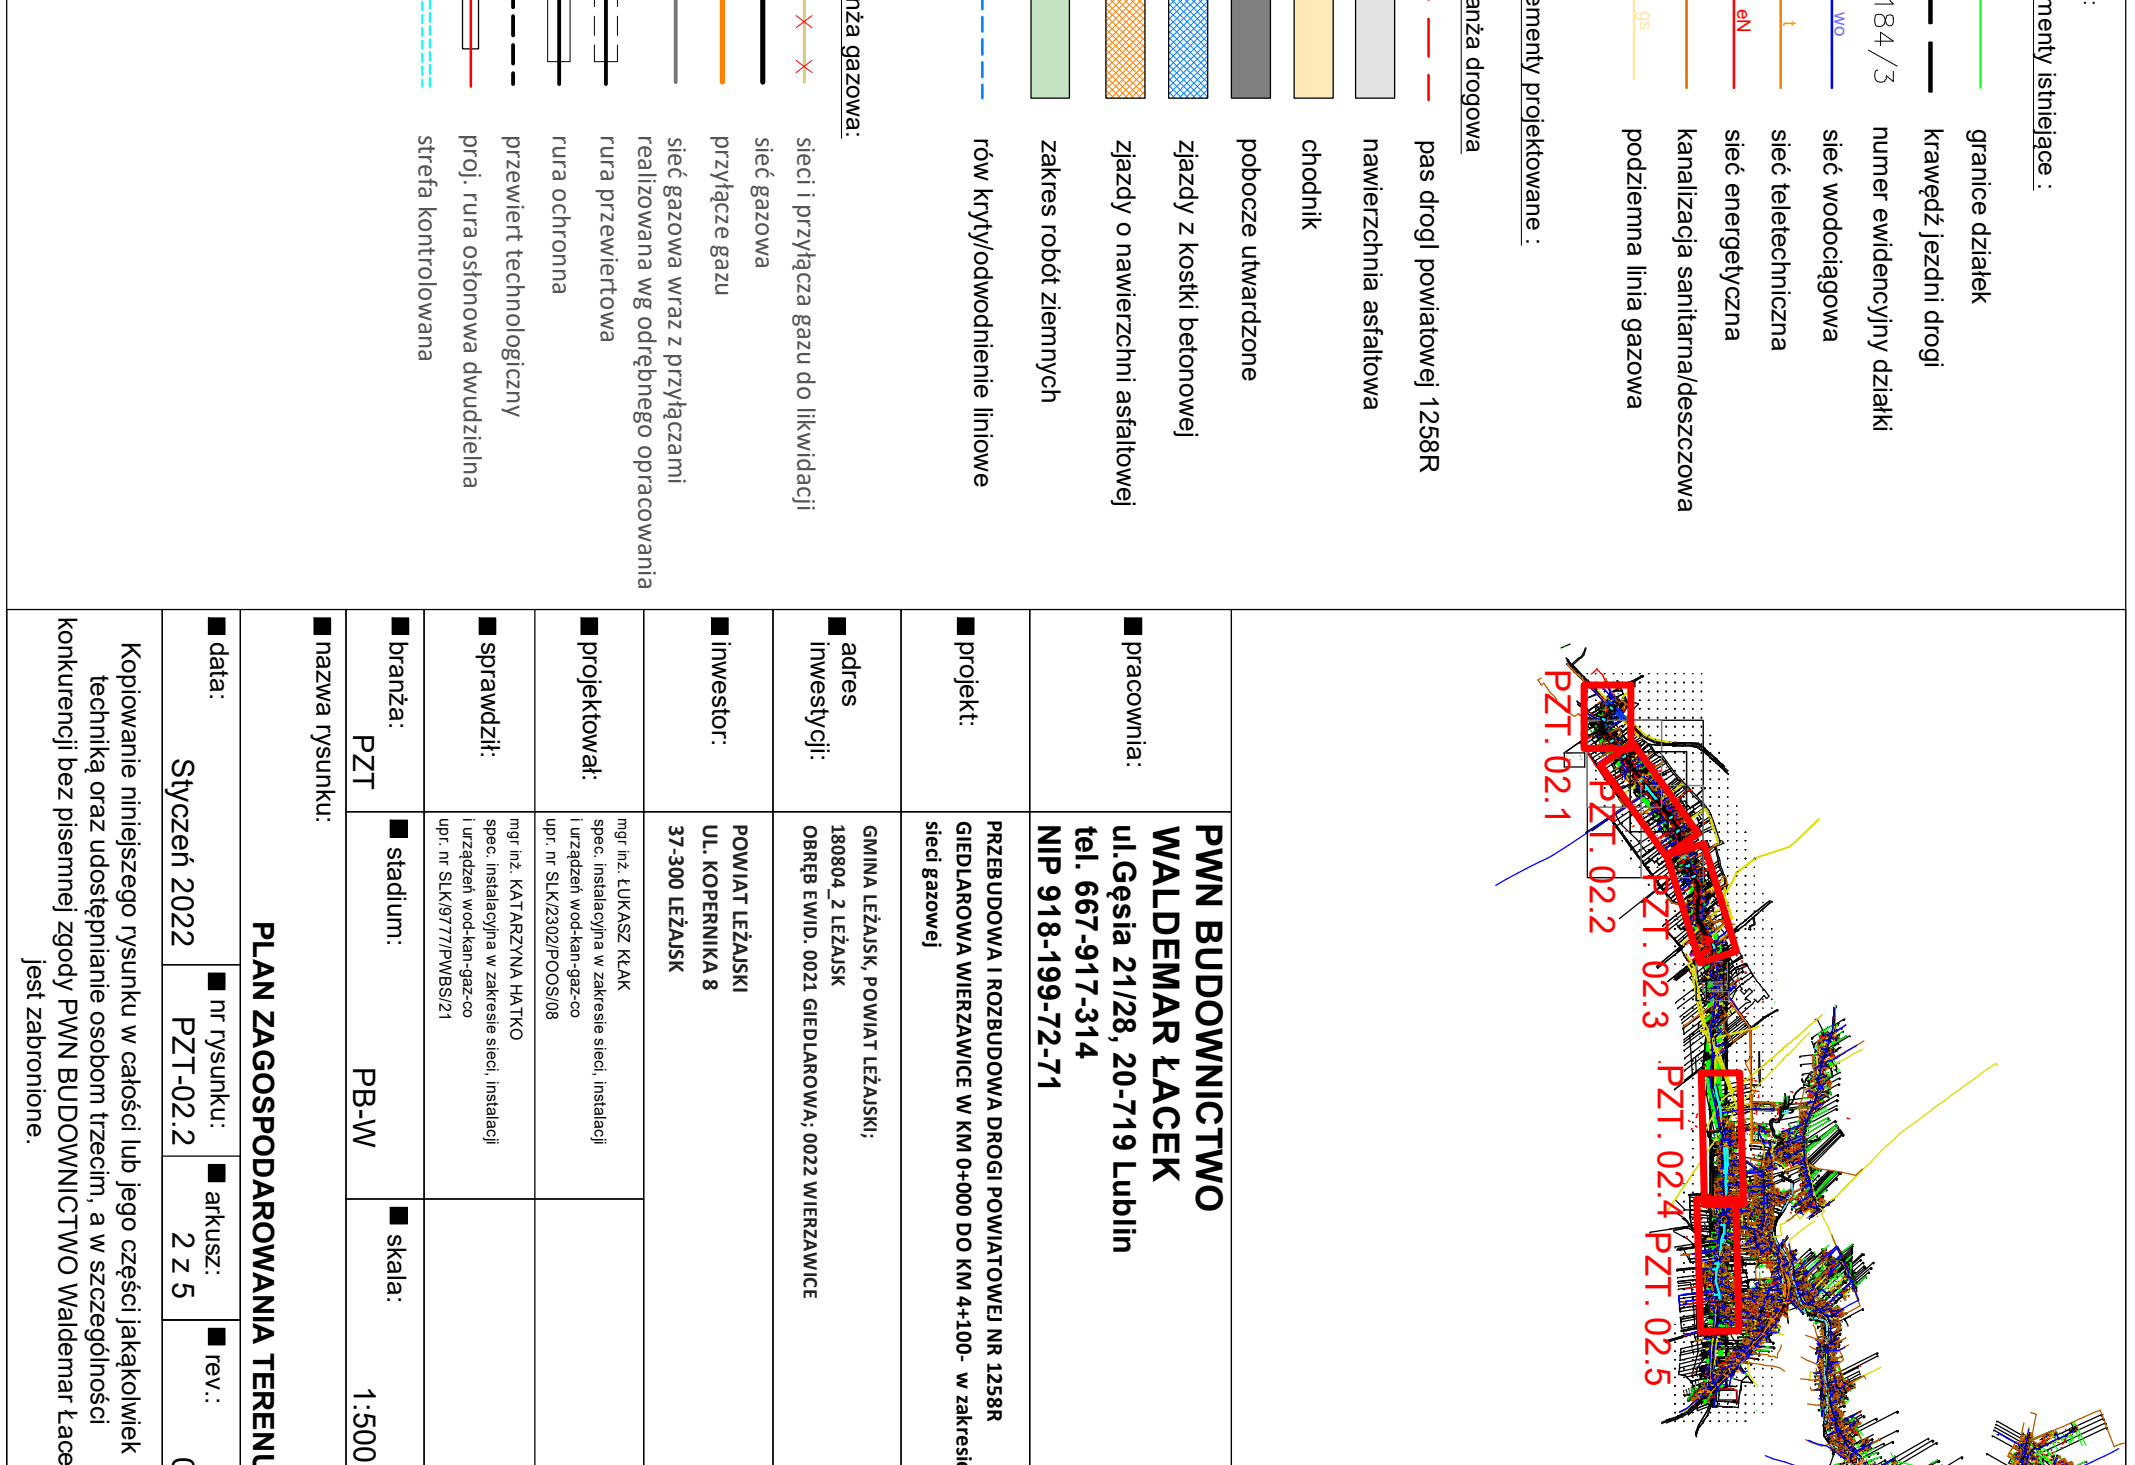 :
menty istniejące :
granice działek
krawędź jezdni drogi
184/3
numer ewidencyjny działki
wo
sieć wodociągowa
t
sieć teletechniczna
eN
sieć energetyczna
kanalizacja sanitarna/deszczowa
gs
podziemna linia gazowa
ementy projektowane :
anża drogowa
pas drogI powiatowej 1258R
nawierzchnia asfaltowa
chodnik
pobocze utwardzone
zjazdy z kostki betonowej
zjazdy o nawierzchni asfaltowej
zakres robót ziemnych
rów kryty/odwodnienie liniowe
nża gazowa:
sieci i przyłącza gazu do likwidacji
sieć gazowa
przyłącze gazu
sieć gazowa wraz z przyłączami
realizowana wg odrębnego opracowania
rura przewiertowa
rura ochronna
przewiert technologiczny
proj. rura osłonowa dwudzielna
strefa kontrolowana
PZT. 02.1
PZT. 02.2
PZT. 02.3
PZT. 02.4
PZT. 02.5
■ pracownia:
PWN BUDOWNICTWO
WALDEMAR ŁACEK
ul.Gęsia 21/28, 20-719 Lublin
tel. 667-917-314
NIP 918-199-72-71
■ projekt:
PRZEBUDOWA I ROZBUDOWA DROGI POWIATOWEJ NR 1258R
GIEDLAROWA WIERZAWICE W KM 0+000 DO KM 4+100- w zakresie
sieci gazowej
■ adres
inwestycji:
GMINA LEŻAJSK, POWIAT LEŻAJSKI;
180804_2 LEŻAJSK
OBRĘB EWID. 0021 GIEDLAROWA; 0022 WIERZAWICE
■ inwestor:
POWIAT LEŻAJSKI
UL. KOPERNIKA 8
37-300 LEŻAJSK
■ projektował:
mgr inż. ŁUKASZ KŁAK
spec. instalacyjna w zakresie sieci, instalacji
i urządzeń wod-kan-gaz-co
upr. nr SLK/2302/POOS/08
■ sprawdził:
mgr inż. KATARZYNA HATKO
spec. instalacyjna w zakresie sieci, instalacji
i urządzeń wod-kan-gaz-co
upr. nr SLK/9777/PWBS/21
■ branża:
PZT
■ stadium:
PB-W
■ skala:
1:500
■ nazwa rysunku:
PLAN ZAGOSPODAROWANIA TERENU
■ data:
Styczeń 2022
■ nr rysunku:
PZT-02.2
■ arkusz:
2 z 5
■ rev.:
Kopiowanie niniejszego rysunku w całości lub jego części jakąkolwiek
techniką oraz udostępnianie osobom trzecim, a w szczególności
konkurencji bez pisemnej zgody PWN BUDOWNICTWO Waldemar Łace
jest zabronione.